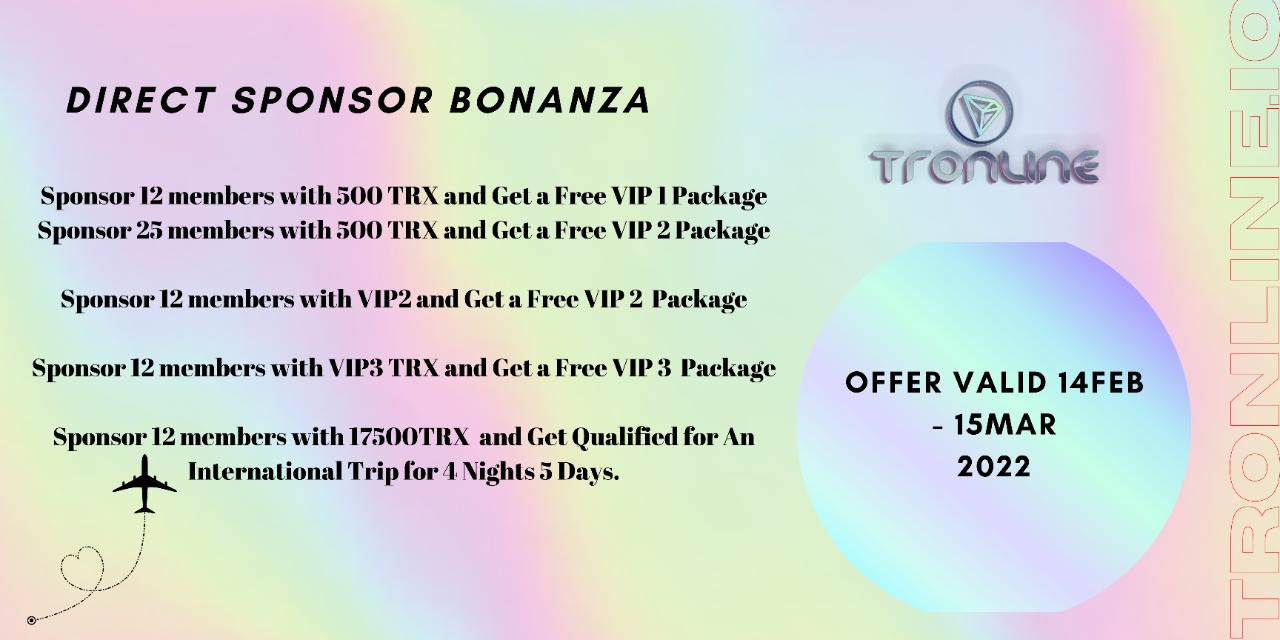 DIRECT SPONSOR BONANZA
Sponsor 12 members with 500 TRX and Get a Free VIP 1 Package
Sponsor 25 members with 500 TRX and Get a Free VIP 2 Package
Sponsor 12 members with VIP2 and Get a Free VIP 2 Package
Sponsor 12 members with VIP3 TRX and Get a Free VIP 3 Package
Sponsor 12 members with 17500TRX and Get Qualified for An
International Trip for 4 Nights 5 Days.
TRONLINE
OFFER VALID 14FEB
- 15MAR
2022
TRONLINE.IO